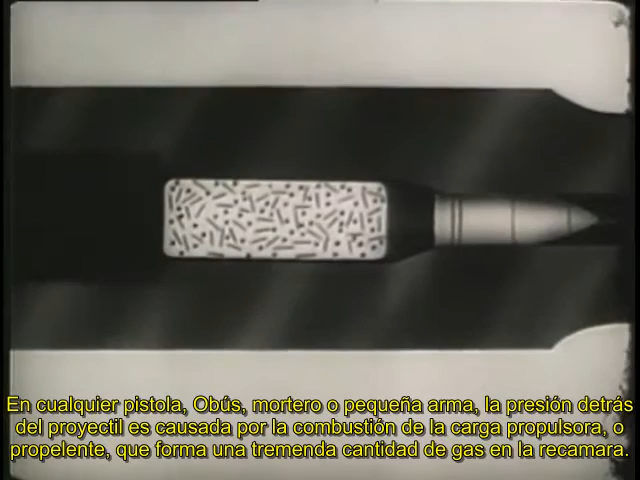 En cualquier pistola, Obús, mortero o pequeña arma, la presión detrás
del proyectil es causada por la combustión de la carga propulsora, o
propelente, que forma una tremenda cantidad de gas en la recamara.